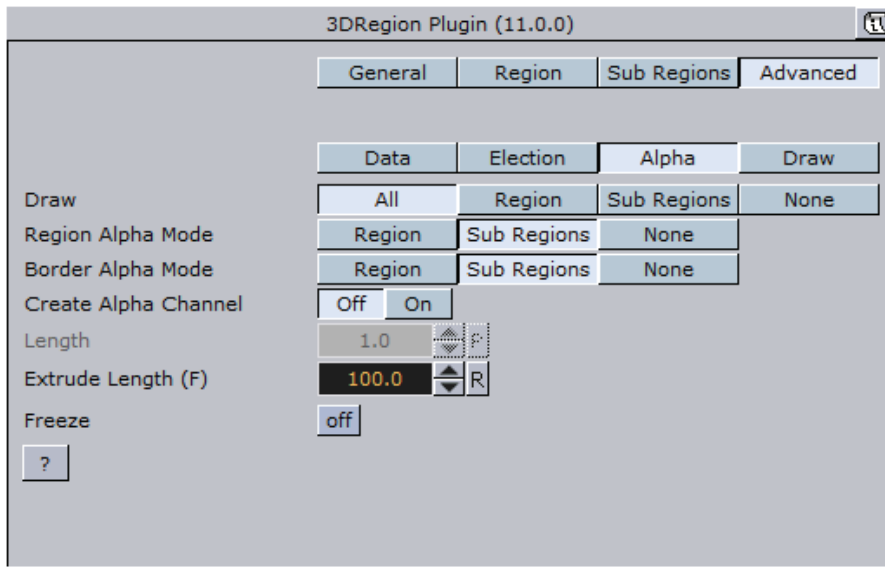 3DRegion Plugin (11.0.0)
General Region Sub Regions Advanced
Data Election Alpha Draw
Draw All Region Sub Regions None
Region Alpha Mode Region Sub Regions None
Border Alpha Mode Region Sub Regions None
Create Alpha Channel Off On
Length 1.0
Extrude Length (F) 100.0 R
Freeze off
?